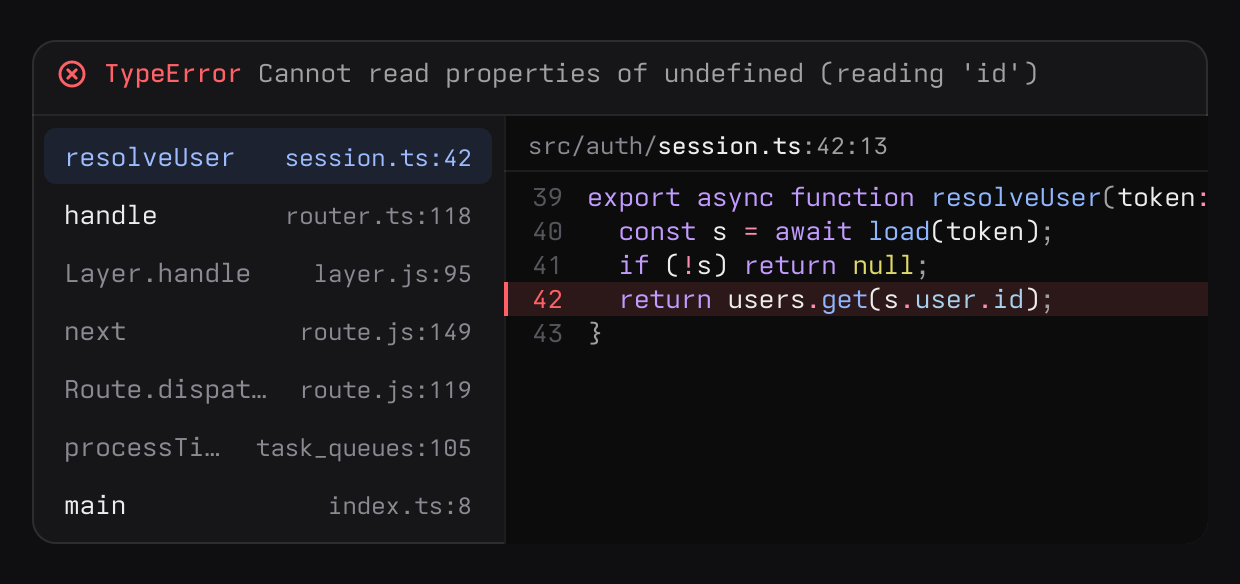 TypeError Cannot read properties of undefined (reading 'id')
resolveUser session.ts:42
handle router.ts:118
Layer.handle layer.js:95
next route.js:149
Route.dispat… route.js:119
processTi… task_queues:105
main index.ts:8
src/auth/session.ts:42:13
39 export async function resolveUser(token:
40 const s = await load(token);
41 if (!s) return null;
42 return users.get(s.user.id);
43 }